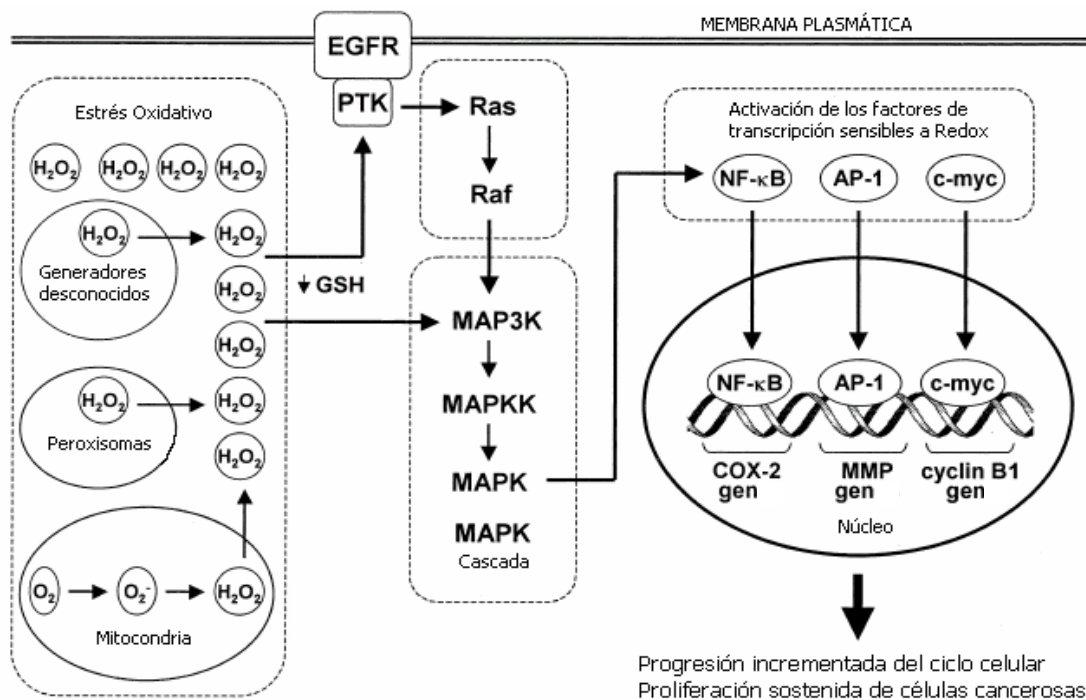 MEMBRANA PLASMÁTICA
EGFR
PTK
Estrés Oxidativo
H₂O₂ H₂O₂ H₂O₂ H₂O₂
H₂O₂ H₂O₂
Generadores
desconocidos
H₂O₂
H₂O₂
H₂O₂ H₂O₂
Peroxisomas
H₂O₂
O₂ O₂⁻ H₂O₂
Mitocondria
↓ GSH
Ras
Raf
MAP3K
MAPKK
MAPK
MAPK
Cascada
Activación de los factores de
transcripción sensibles a Redox
NF-κB AP-1 c-myc
NF-κB AP-1 c-myc
COX-2
gen
MMP
gen
cyclin B1
gen
Núcleo
Progresión incrementada del ciclo celular
Proliferación sostenida de células cancerosas